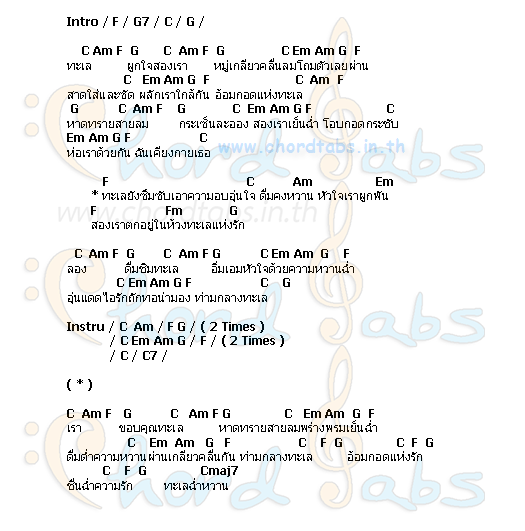 Intro / F / G7 / C / G /
C Am F G C Am F G C Em Am G F
ทะเล ผูกใจสองเรา หมู่เกลียวคลื่นลมโถมตัวเลยผ่าน
C Em Am G F C Am F
สาดใส่และซัด ผลักเราใกล้กัน อ้อมกอดแห่งทะเล
G C Am F G C Em Am G F C
หาดทรายสายลม กระเซ็นละออง สองเราเย็นฉ่ำ โอบกอดกระชับ
Em Am G F C
ห่อเราด้วยกัน ฉันเคียงกายเธอ
www.chordtabs.in.th
F C Am Em
* ทะเลยังซึมซับเอาความอบอุ่นใจ ดื่มคงหวาน หัวใจเราผูกพัน
www.chordtabs.in.th
F Fm G
สองเราตกอยู่ในห้วงทะเลแห่งรัก
C Am F G C Am F G C Em Am G F
ลอง ดื่มชิมทะเล อิ่มเอมหัวใจด้วยความหวานฉ่ำ
C Em Am G F C G
อุ่นแดดไอรักถักทอน่ามอง ท่ามกลางทะเล
Instru / C Am / F G / ( 2 Times )
/ C Em Am G / F / ( 2 Times )
/ C / C7 /
( * )
C Am F G C Am F G C Em Am G F
เรา ขอบคุณทะเล หาดทรายสายลมพร่างพรมเย็นฉ่ำ
C Em Am G F C F G C F G
ดื่มด่ำความหวานผ่านเกลียวคลื่นกัน ท่ามกลางทะเล อ้อมกอดแห่งรัก
C F G Cmaj7
ชื่นฉ่ำความรัก ทะเลฉ่ำหวาน